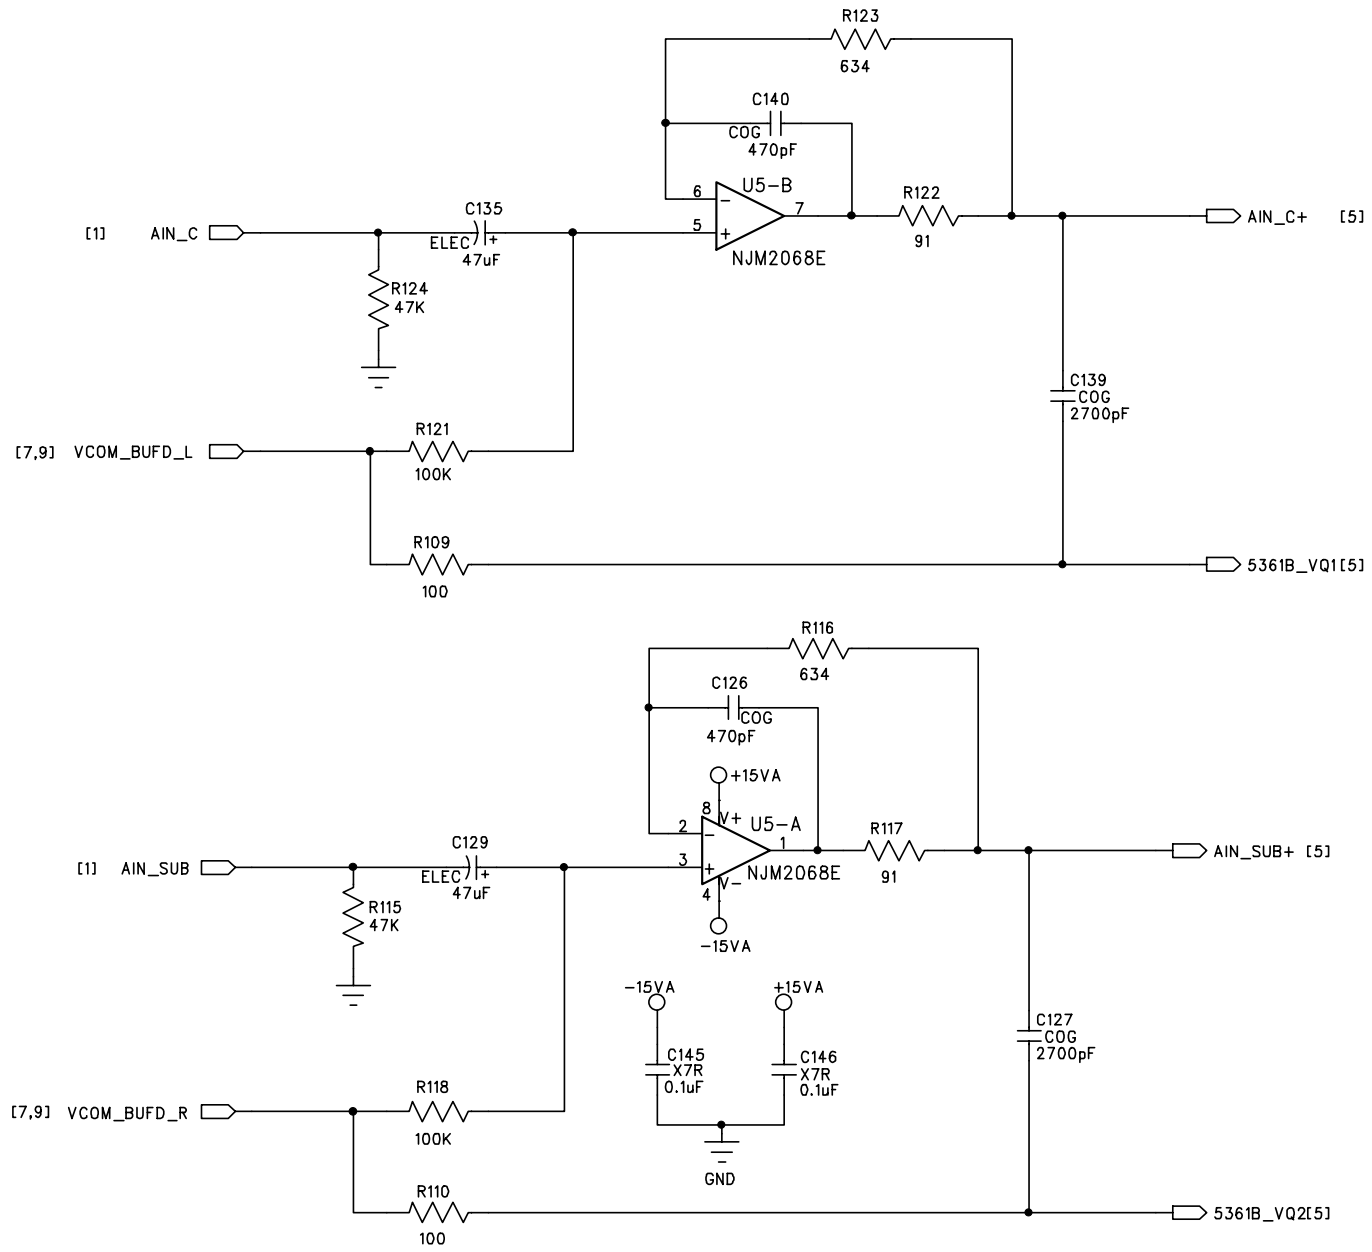 R123
634
C140
COG
470pF
U5-B
6
-
7
5
+
NJM2068E
R122
91
AIN_C+ [5]
[1] AIN_C
C135
ELEC
+
47uF
R124
47K
C139
COG
2700pF
[7,9] VCOM_BUFD_L
R121
100K
R109
100
5361B_VQ1[5]
R116
634
C126
COG
470pF
+15VA
8
V+
U5-A
2
-
1
3
+
V-
4
NJM2068E
-15VA
R117
91
AIN_SUB+ [5]
[1] AIN_SUB
C129
ELEC
+
47uF
R115
47K
-15VA
+15VA
C145
X7R
0.1uF
C146
X7R
0.1uF
GND
C127
COG
2700pF
[7,9] VCOM_BUFD_R
R118
100K
R110
100
5361B_VQ2[5]